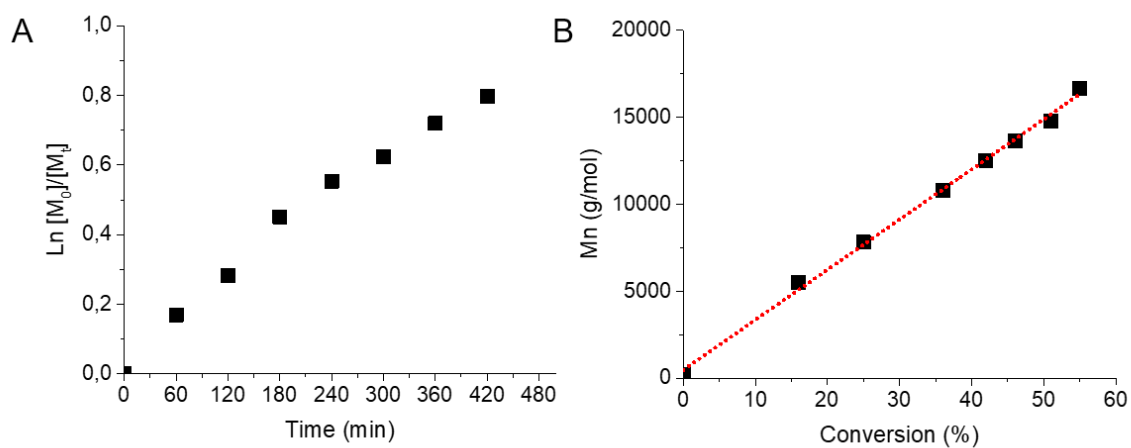 A
1,0
0,8
0,6
0,4
0,2
0,0
Ln [M₀]/[Mₜ]
0 60 120 180 240 300 360 420 480
Time (min)
B
20000
15000
10000
5000
0
Mn (g/mol)
0 10 20 30 40 50 60
Conversion (%)